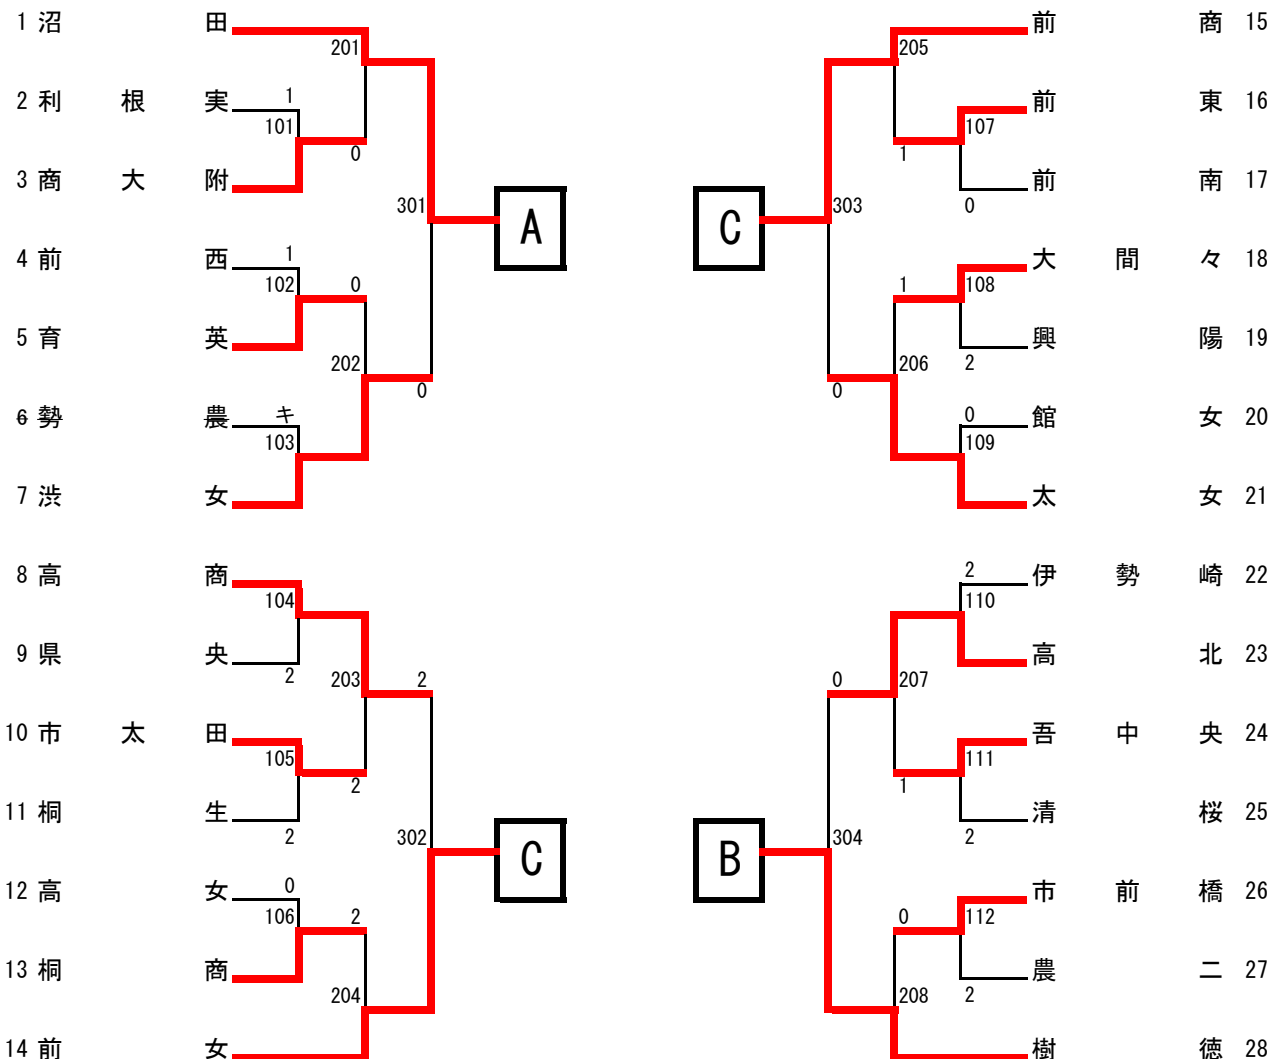 1 沼 田
201
2 利 根 実 1
101
0
3 商 大 附
301
A
4 前 西 1
102 0
5 育 英
202
0
6 勢 農 キ
103
7 渋 女
8 高 商
104
9 県 央
2
203 2
10 市 太 田
105
2
11 桐 生
2
302
C
12 高 女 0
106 2
13 桐 商
204
14 前 女
前 商 15
205
前 東 16
107
1
前 南 17
0
C
303
大 間 々 18
1 108
興 陽 19
2
206
0
館 女 20
0
109
太 女 21
伊 勢 崎 22
2
110
高 北 23
0 207
吾 中 央 24
111
1
清 桜 25
2
B
304
市 前 橋 26
0 112
農 二 27
2
208
樹 徳 28